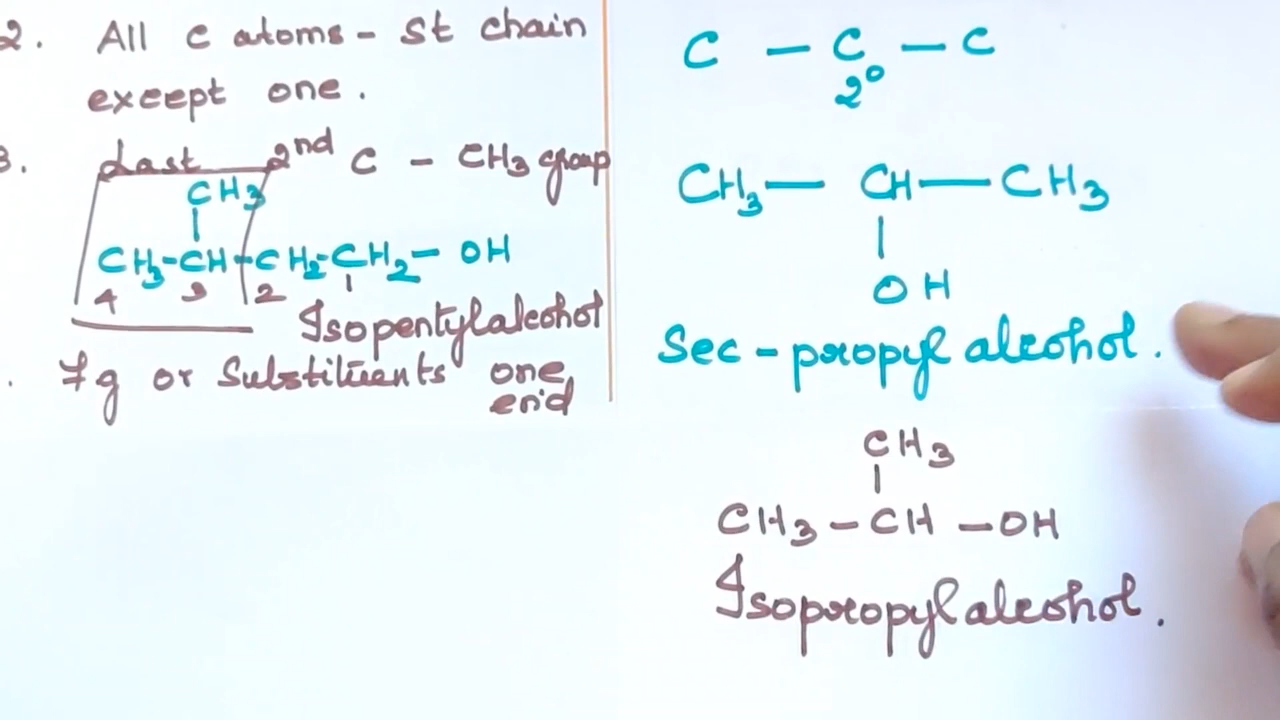 2. All c atoms - St chain
except one.
3. Last 2nd C - CH3 group
CH3
CH3-CH-CH2-CH2-OH
4 3 2 1
Isopentylalcohol
Fg or Substituents one end
C - C - C
2°
CH3 - CH - CH3
OH
Sec - propyl alcohol.
CH3
CH3 - CH - OH
Isopropyl alcohol.